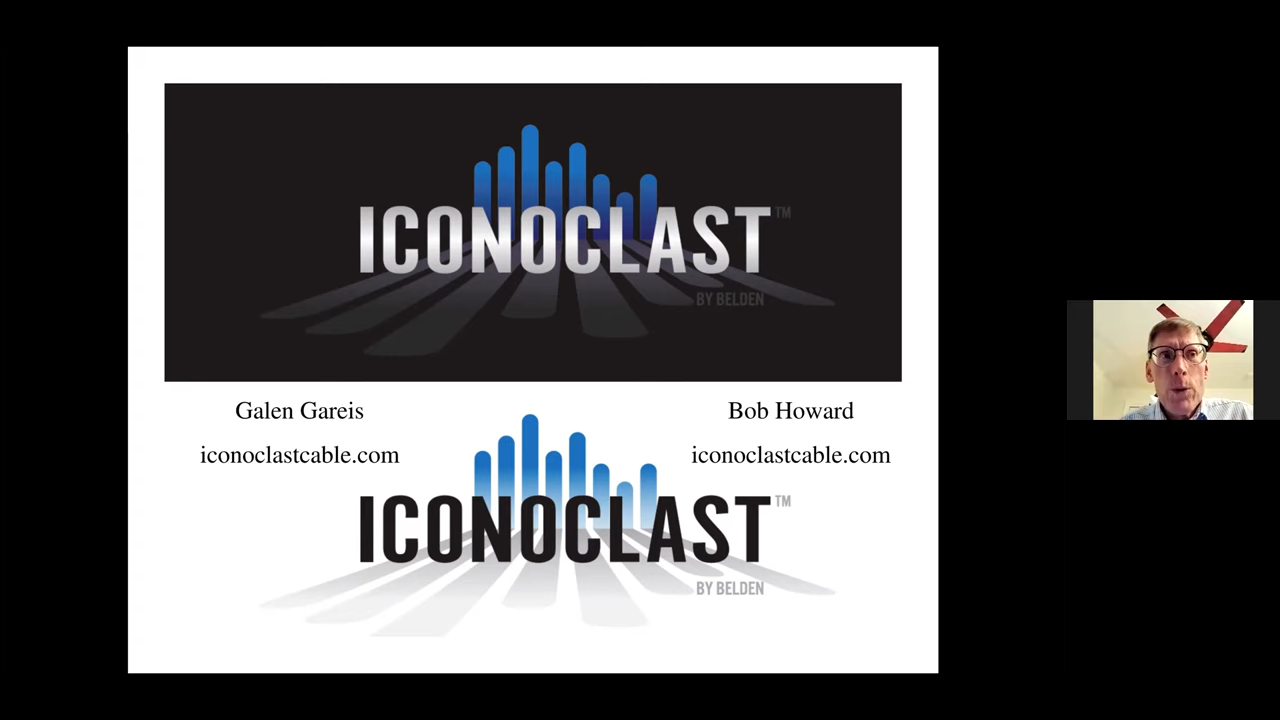 ICONOCLAST™
BY BELDEN
Galen Gareis
Bob Howard
iconoclastcable.com
iconoclastcable.com
ICONOCLAST™
BY BELDEN